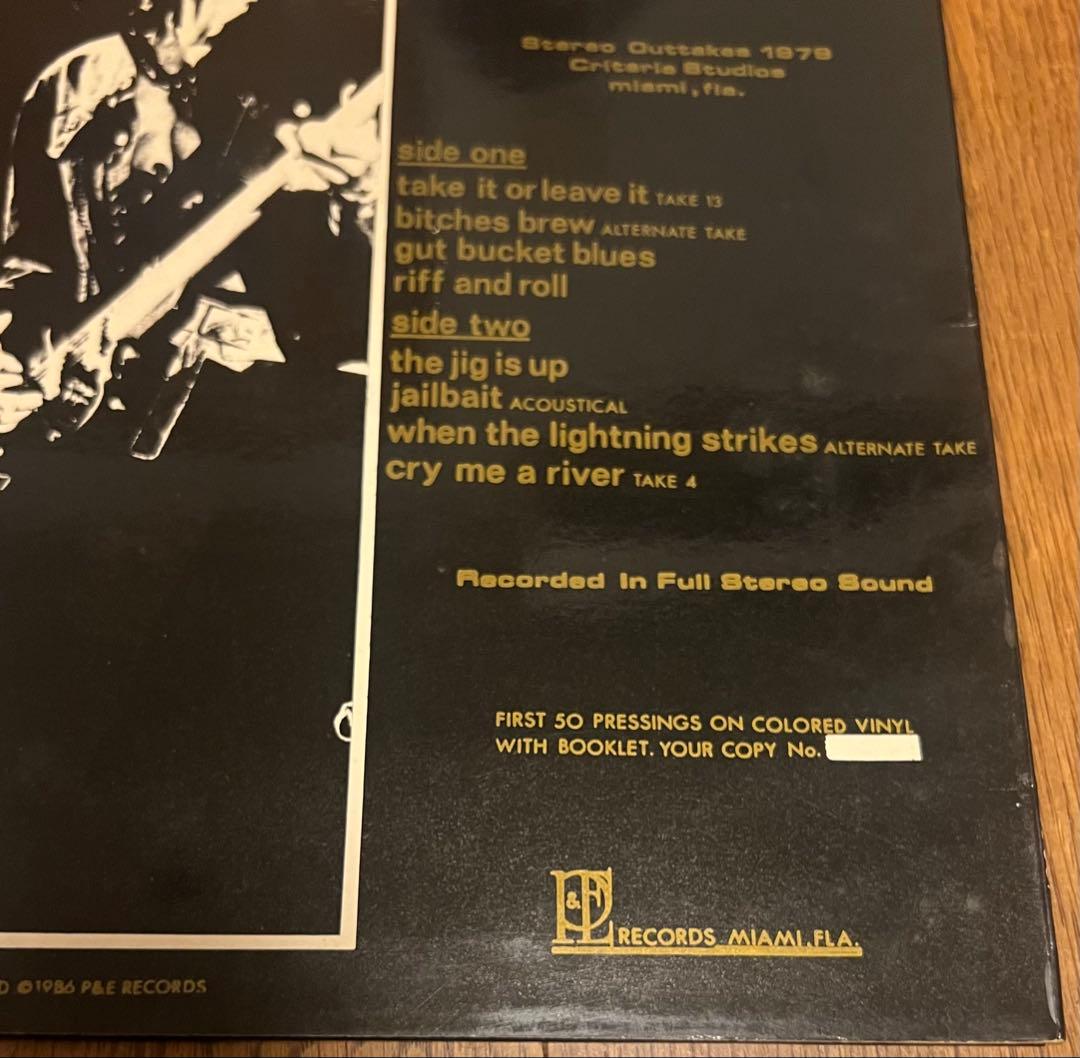 Stereo Outtakes 1979
Criteria Studios
miami, fla.
side one
take it or leave it TAKE 13
bitches brew ALTERNATE TAKE
gut bucket blues
riff and roll
side two
the jig is up
jailbait ACOUSTICAL
when the lightning strikes ALTERNATE TAKE
cry me a river TAKE 4
Recorded In Full Stereo Sound
FIRST 50 PRESSINGS ON COLORED VINYL
WITH BOOKLET. YOUR COPY No.
P&E RECORDS MIAMI, FLA.
D ©1986 P&E RECORDS